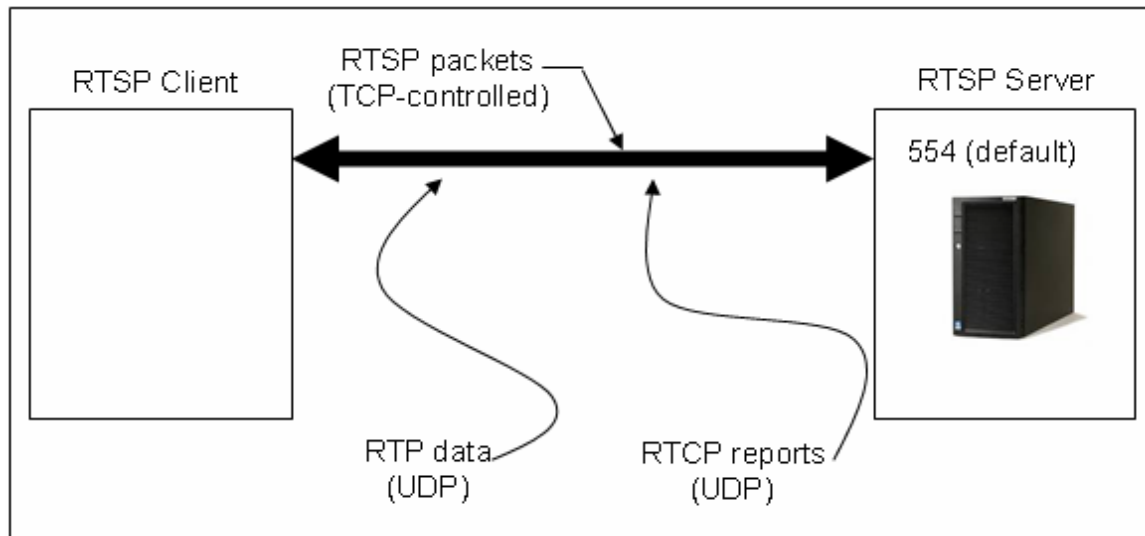 RTSP Client
RTSP packets
(TCP-controlled)
RTSP Server
554 (default)
RTP data
(UDP)
RTCP reports
(UDP)